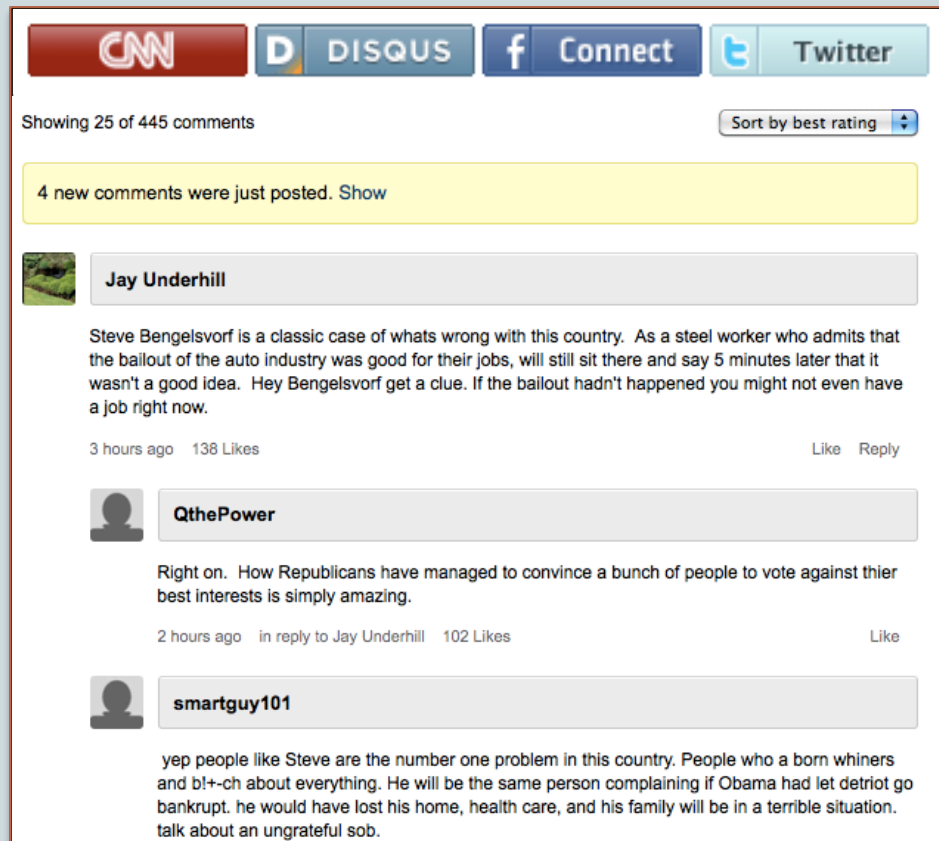 CNN D DISQUS f Connect t Twitter
Showing 25 of 445 comments Sort by best rating
4 new comments were just posted. Show
Jay Underhill
Steve Bengelsvorf is a classic case of whats wrong with this country. As a steel worker who admits that
the bailout of the auto industry was good for their jobs, will still sit there and say 5 minutes later that it
wasn't a good idea. Hey Bengelsvorf get a clue. If the bailout hadn't happened you might not even have
a job right now.
3 hours ago 138 Likes Like Reply
QthePower
Right on. How Republicans have managed to convince a bunch of people to vote against thier
best interests is simply amazing.
2 hours ago in reply to Jay Underhill 102 Likes Like
smartguy101
yep people like Steve are the number one problem in this country. People who a born whiners
and b!+-ch about everything. He will be the same person complaining if Obama had let detriot go
bankrupt. he would have lost his home, health care, and his family will be in a terrible situation.
talk about an ungrateful sob.